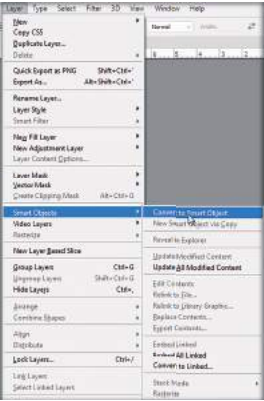 Layer Type Select Filter 3D View Window Help
New
Copy CSS
Duplicate Layer...
Delete
Normal
Quick Export as PNG Shift+Ctrl+'
Export As... Alt+Shift+Ctrl+'
Rename Layer...
Layer Style
Smart Filter
New Fill Layer
New Adjustment Layer
Layer Content Options...
Layer Mask
Vector Mask
Create Clipping Mask Alt+Ctrl+G
Smart Objects
Video Layers
Rasterize
New Layer Based Slice
Group Layers Ctrl+G
Ungroup Layers Shift+Ctrl+G
Hide Layers Ctrl+,
Arrange
Combine Shapes
Align
Distribute
Lock Layers... Ctrl+/
Link Layers
Select Linked Layers
Convert to Smart Object
New Smart Object via Copy
Reveal in Explorer
Update Modified Content
Update All Modified Content
Edit Contents
Relink to File...
Relink to Library Graphic...
Replace Contents...
Export Contents...
Embed Linked
Embed All Linked
Convert to Linked...
Stack Mode
Rasterize